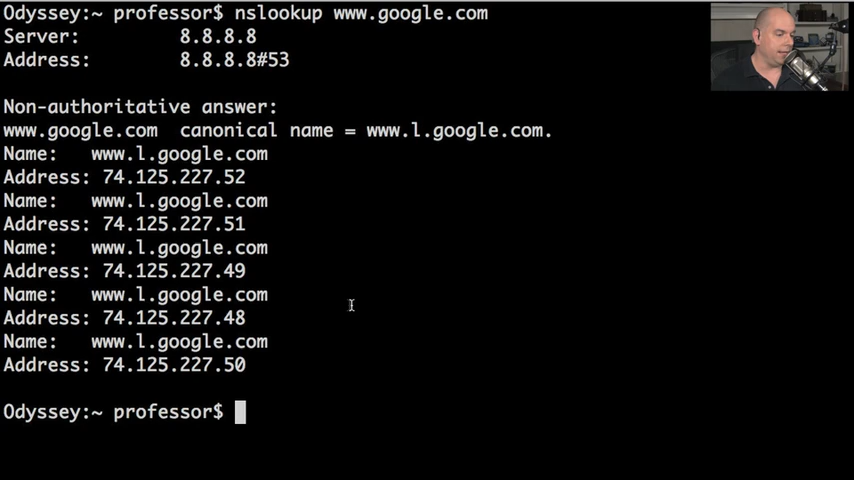 Odyssey:~ professor$ nslookup www.google.com
Server: 8.8.8.8
Address: 8.8.8.8#53
Non-authoritative answer:
www.google.com canonical name = www.l.google.com.
Name: www.l.google.com
Address: 74.125.227.52
Name: www.l.google.com
Address: 74.125.227.51
Name: www.l.google.com
Address: 74.125.227.49
Name: www.l.google.com
Address: 74.125.227.48
Name: www.l.google.com
Address: 74.125.227.50
Odyssey:~ professor$